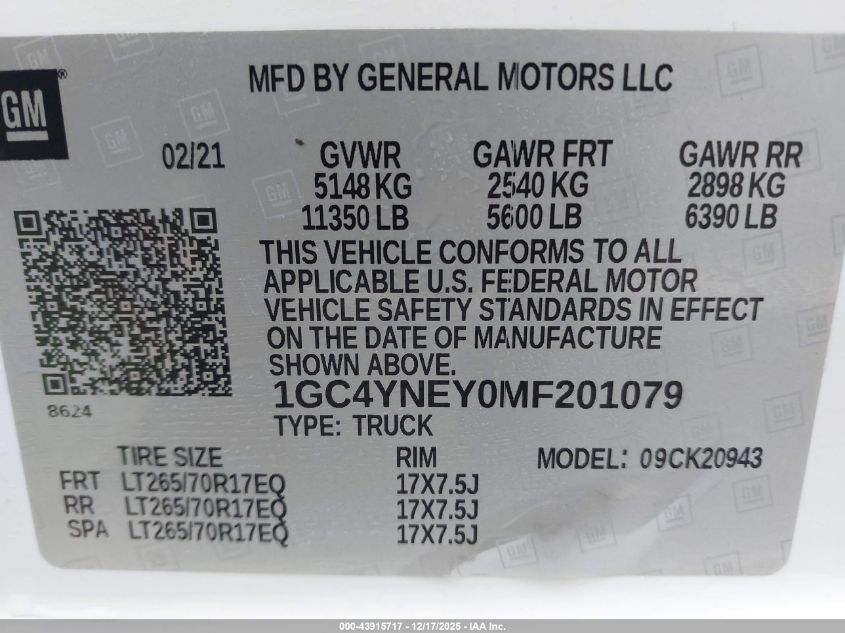 GM
MFD BY GENERAL MOTORS LLC
02/21 GVWR GAWR FRT GAWR RR
5148 KG 2540 KG 2898 KG
11350 LB 5600 LB 6390 LB
THIS VEHICLE CONFORMS TO ALL
APPLICABLE U.S. FEDERAL MOTOR
VEHICLE SAFETY STANDARDS IN EFFECT
ON THE DATE OF MANUFACTURE
SHOWN ABOVE.
1GC4YNEY0MF201079
8624
TYPE: TRUCK
TIRE SIZE RIM MODEL: 09CK20943
FRT LT265/70R17EQ 17X7.5J
RR LT265/70R17EQ 17X7.5J
SPA LT265/70R17EQ 17X7.5J
000-43915717 - 12/17/2025 - IAA Inc.